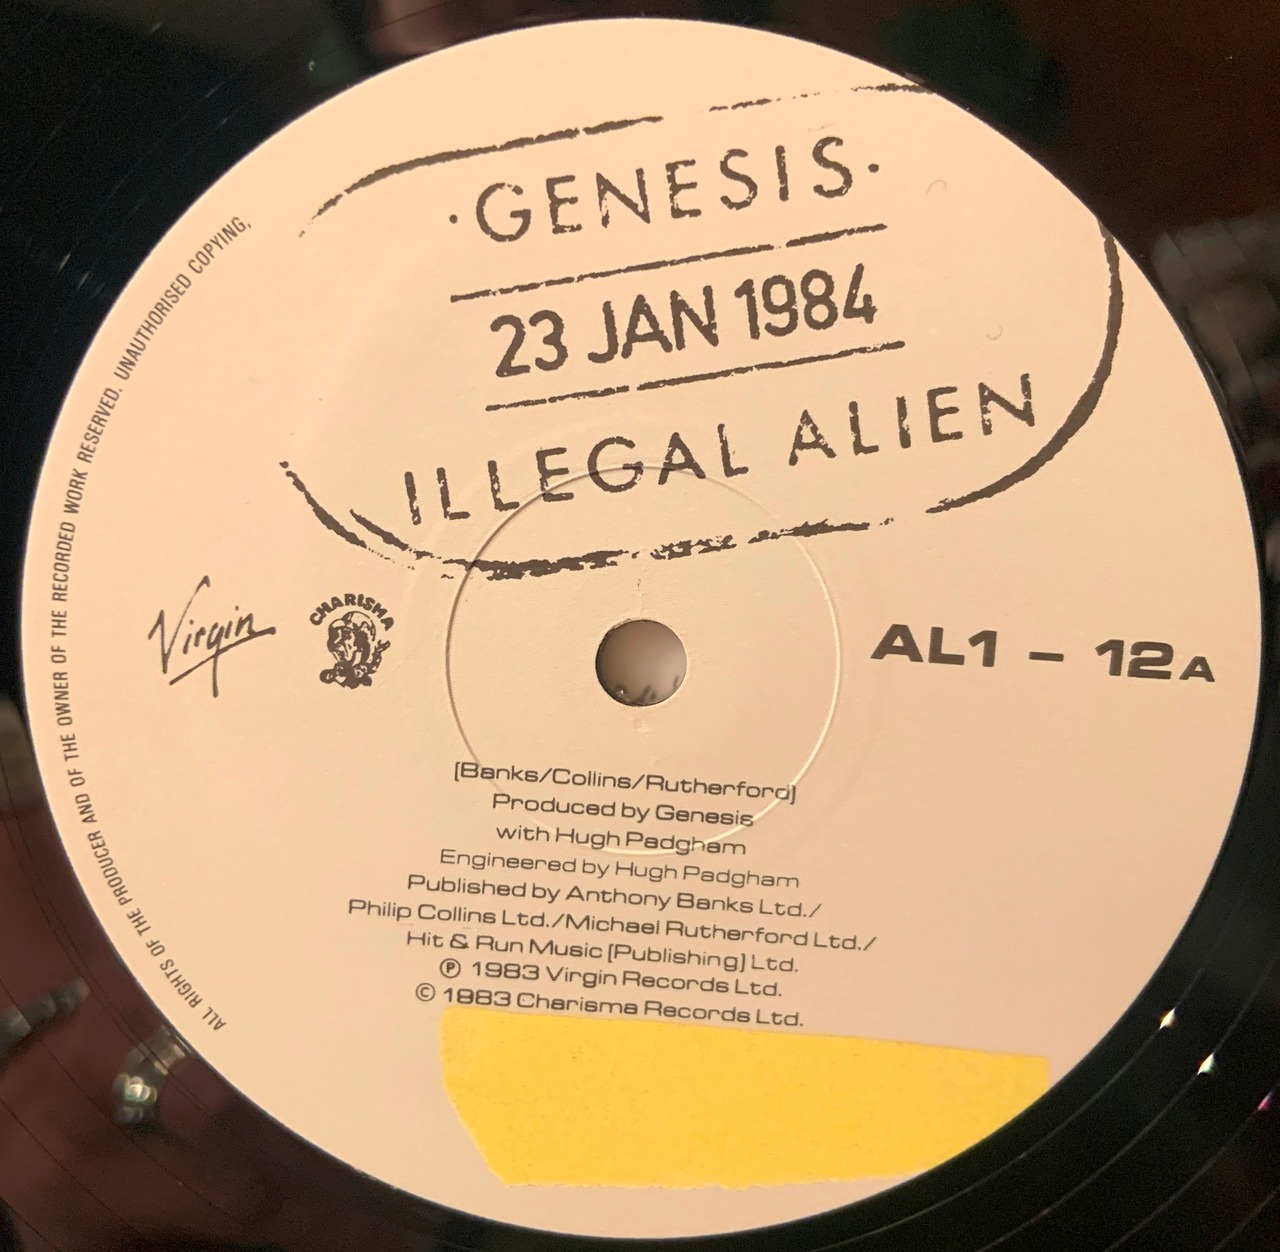 ·GENESIS·
23 JAN 1984
ILLEGAL ALIEN
Virgin
CHARISMA
AL1 – 12A
[Banks/Collins/Rutherford]
Produced by Genesis
with Hugh Padgham
Engineered by Hugh Padgham
Published by Anthony Banks Ltd./
Philip Collins Ltd./Michael Rutherford Ltd./
Hit & Run Music [Publishing] Ltd.
℗ 1983 Virgin Records Ltd.
© 1983 Charisma Records Ltd.
ALL RIGHTS OF THE PRODUCER AND OF THE OWNER OF THE RECORDED WORK RESERVED. UNAUTHORISED COPYING,